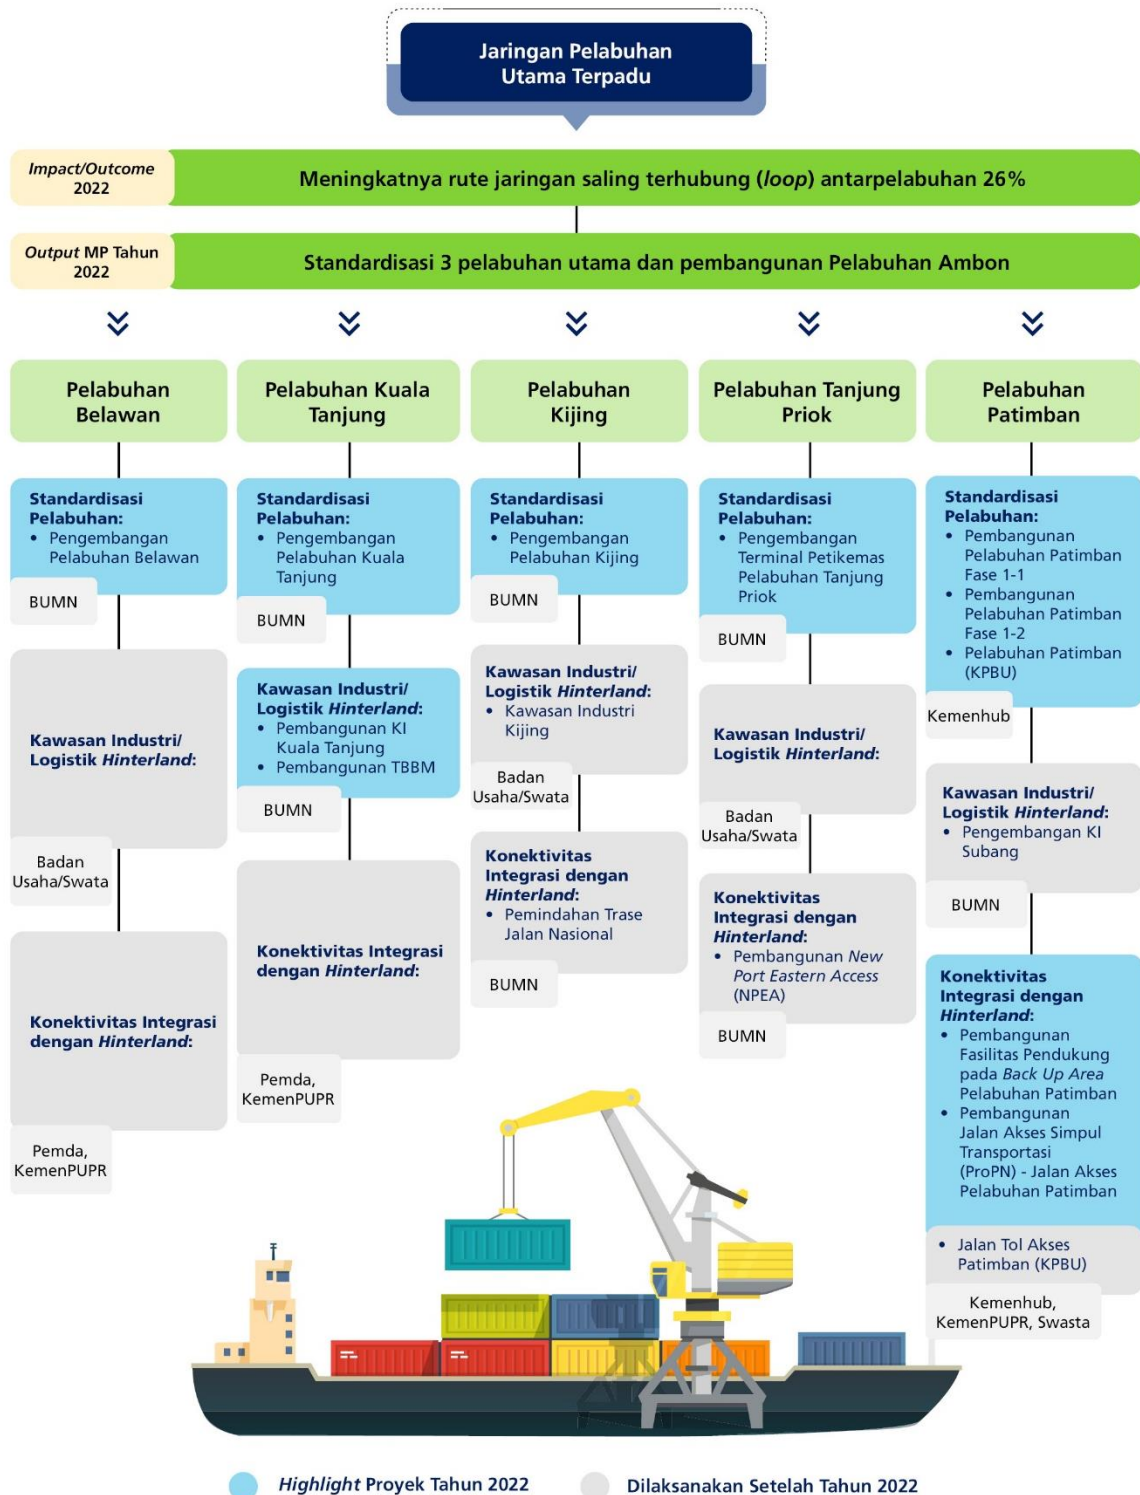 Jaringan Pelabuhan
Utama Terpadu
Impact/Outcome
2022
Meningkatnya rute jaringan saling terhubung (loop) antarpelabuhan 26%
Output MP Tahun
2022
Standardisasi 3 pelabuhan utama dan pembangunan Pelabuhan Ambon
Pelabuhan
Belawan
Standardisasi
Pelabuhan:
• Pengembangan
Pelabuhan Belawan
BUMN
Kawasan Industri/
Logistik Hinterland:
Badan
Usaha/Swata
Konektivitas Integrasi
dengan Hinterland:
Pemda,
KemenPUPR
Pelabuhan Kuala
Tanjung
Standardisasi
Pelabuhan:
• Pengembangan
Pelabuhan Kuala
Tanjung
BUMN
Kawasan Industri/
Logistik Hinterland:
• Pembangunan KI
Kuala Tanjung
• Pembangunan TBBM
BUMN
Konektivitas Integrasi
dengan Hinterland:
Pemda,
KemenPUPR
Pelabuhan
Kijing
Standardisasi
Pelabuhan:
• Pengembangan
Pelabuhan Kijing
BUMN
Kawasan Industri/
Logistik Hinterland:
• Kawasan Industri
Kijing
Badan
Usaha/Swata
Konektivitas
Integrasi dengan
Hinterland:
• Pemindahan Trase
Jalan Nasional
BUMN
Pelabuhan Tanjung
Priok
Standardisasi
Pelabuhan:
• Pengembangan
Terminal Petikemas
Pelabuhan Tanjung
Priok
BUMN
Kawasan Industri/
Logistik Hinterland:
Badan
Usaha/Swata
Konektivitas
Integrasi dengan
Hinterland:
• Pembangunan New
Port Eastern Access
(NPEA)
BUMN
Pelabuhan
Patimban
Standardisasi
Pelabuhan:
• Pembangunan
Pelabuhan Patimban
Fase 1-1
• Pembangunan
Pelabuhan Patimban
Fase 1-2
• Pelabuhan Patimban
(KPBU)
Kemenhub
Kawasan Industri/
Logistik Hinterland:
• Pengembangan KI
Subang
BUMN
Konektivitas
Integrasi dengan
Hinterland:
• Pembangunan
Fasilitas Pendukung
pada Back Up Area
Pelabuhan Patimban
• Pembangunan
Jalan Akses Simpul
Transportasi
(ProPN) - Jalan Akses
Pelabuhan Patimban
• Jalan Tol Akses
Patimban (KPBU)
Kemenhub,
KemenPUPR, Swasta
Highlight Proyek Tahun 2022
Dilaksanakan Setelah Tahun 2022